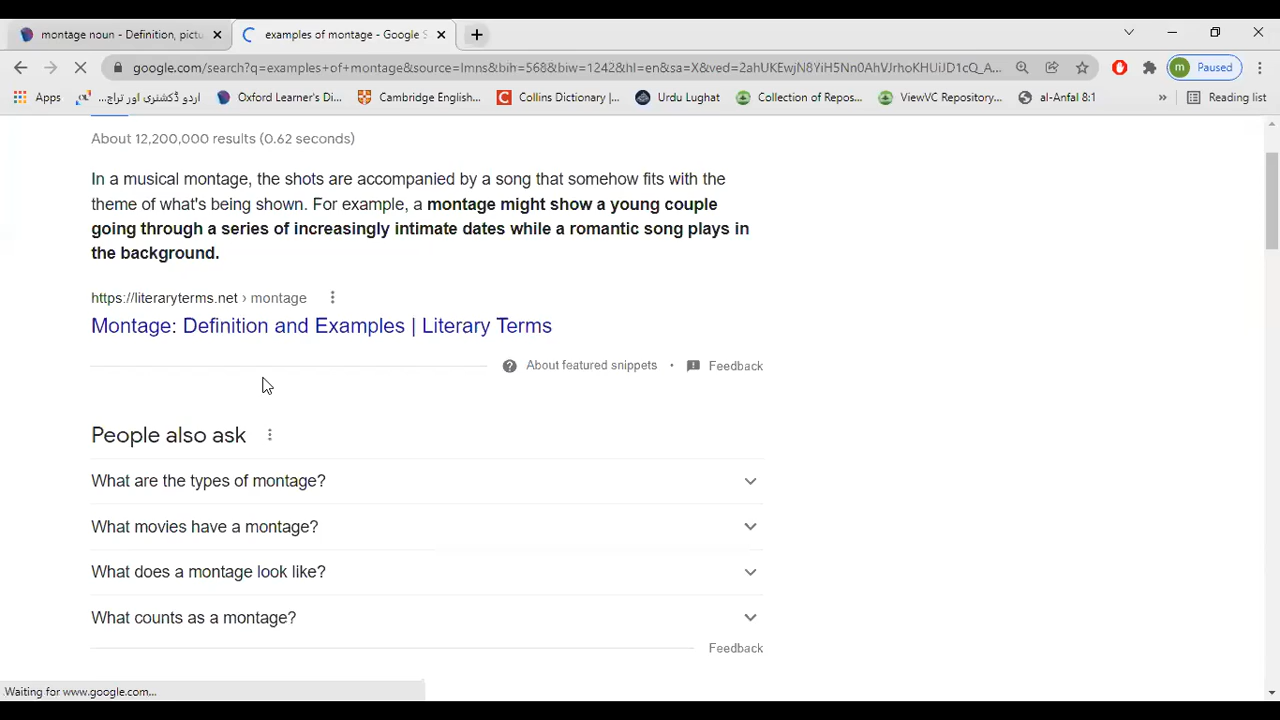 montage noun - Definition, pictu
examples of montage - Google S
google.com/search?q=examples+of+montage&source=lmns&bih=568&biw=1242&hl=en&sa=X&ved=2ahUKEwjN8YiH5Nn0AhVJrhoKHUiJD1cQ_A...
m Paused
Apps
اردو ڈکشنری اور تراج...
Oxford Learner's Di...
Cambridge English...
Collins Dictionary |...
Urdu Lughat
Collection of Repos...
ViewVC Repository...
al-Anfal 8:1
»
Reading list
About 12,200,000 results (0.62 seconds)
In a musical montage, the shots are accompanied by a song that somehow fits with the
theme of what's being shown. For example, a montage might show a young couple
going through a series of increasingly intimate dates while a romantic song plays in
the background.
https://literaryterms.net › montage
Montage: Definition and Examples | Literary Terms
About featured snippets • Feedback
People also ask
What are the types of montage?
What movies have a montage?
What does a montage look like?
What counts as a montage?
Feedback
Waiting for www.google.com...